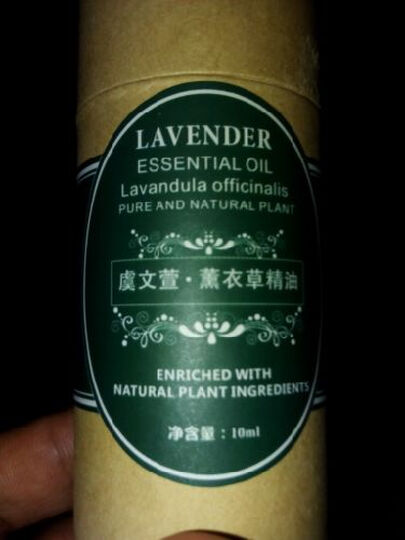 LAVENDER
ESSENTIAL OIL
Lavandula officinalis
PURE AND NATURAL PLANT
虞文萱·薰衣草精油
ENRICHED WITH
NATURAL PLANT INGREDIENTS
净含量：10ml